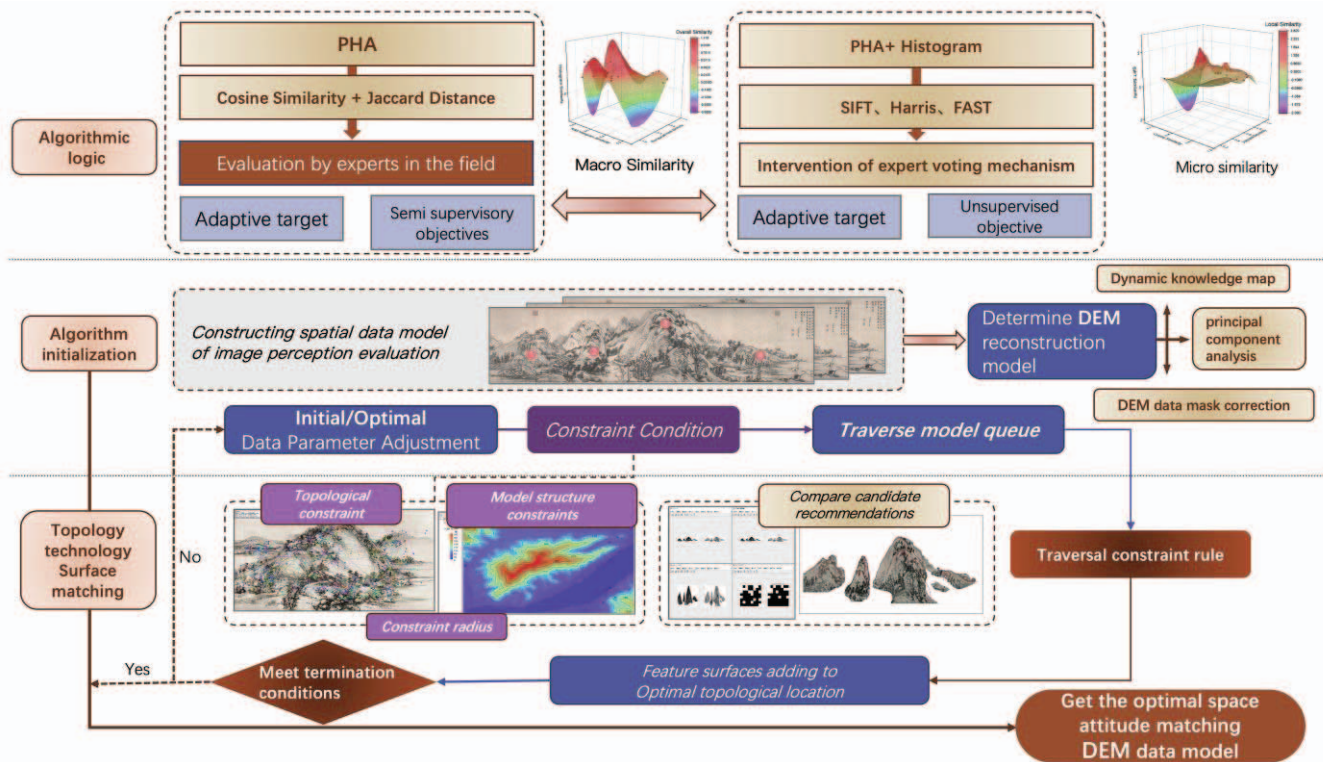 PHA
Cosine Similarity + Jaccard Distance
Evaluation by experts in the field
Adaptive target
Semi supervisory
objectives
Algorithmic
logic
Overall Similarity
Macro Similarity
PHA+ Histogram
SIFT、Harris、FAST
Intervention of expert voting mechanism
Adaptive target
Unsupervised
objective
Local Similarity
Micro similarity
Algorithm
initialization
Constructing spatial data model
of image perception evaluation
Determine DEM
reconstruction
model
Dynamic knowledge map
principal
component
analysis
DEM data mask correction
Initial/Optimal
Data Parameter Adjustment
Constraint Condition
Traverse model queue
Topology
technology
Surface
matching
No
Topological
constraint
Model structure
constraints
Constraint radius
Compare candidate
recommendations
Traversal constraint rule
Yes
Meet termination
conditions
Feature surfaces adding to
Optimal topological location
Get the optimal space
attitude matching
DEM data model